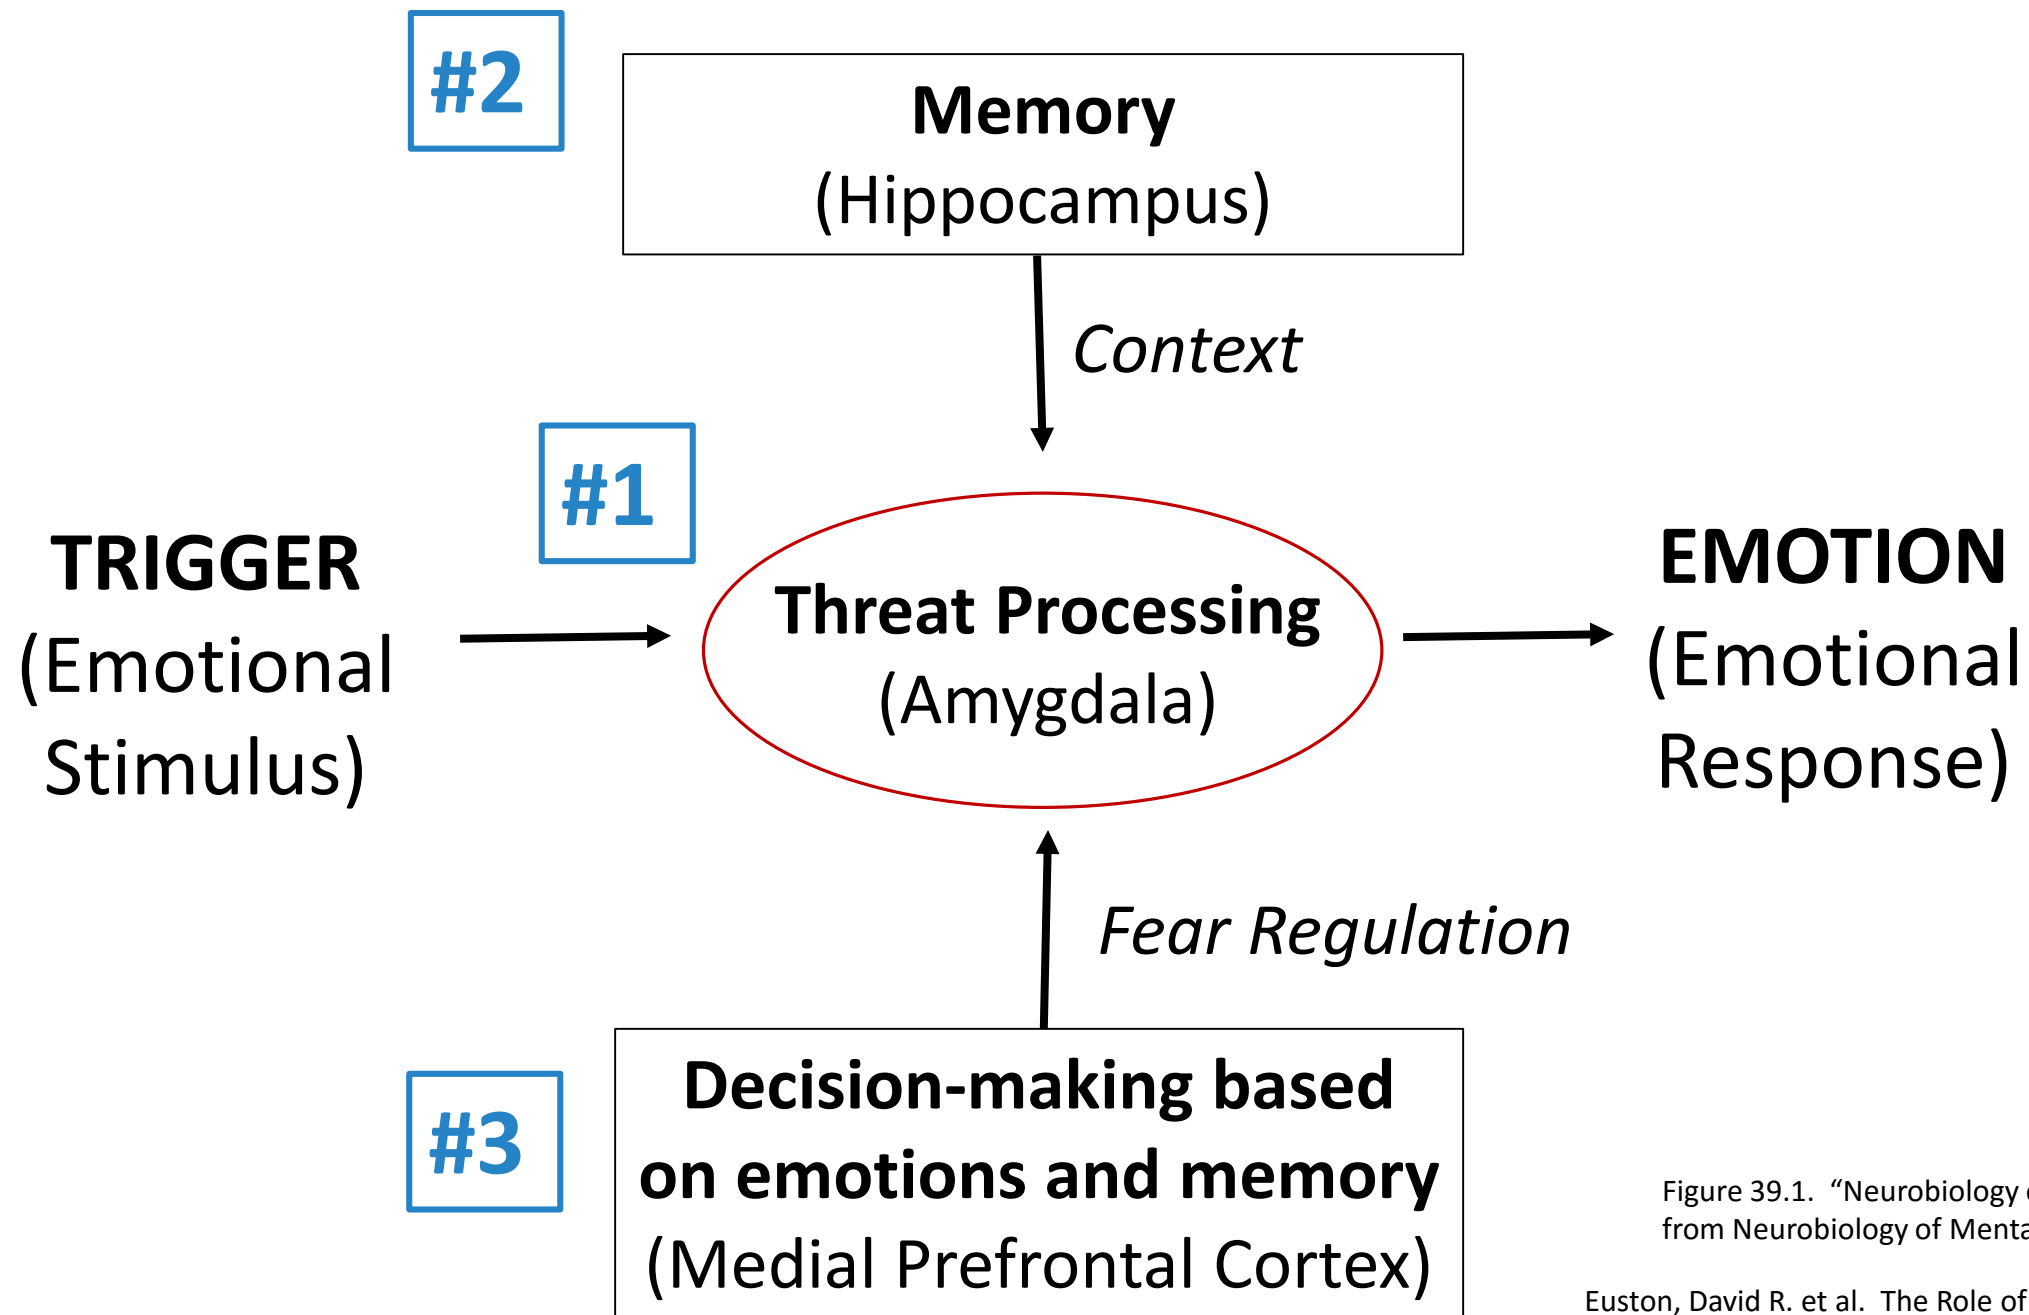 #2
Memory
(Hippocampus)
Context
#1
TRIGGER
(Emotional
Stimulus)
Threat Processing
(Amygdala)
EMOTION
(Emotional
Response)
Fear Regulation
#3
Decision-making based
on emotions and memory
(Medial Prefrontal Cortex)
Figure 39.1. “Neurobiology
from Neurobiology of
Euston, David R. et al. The Role of